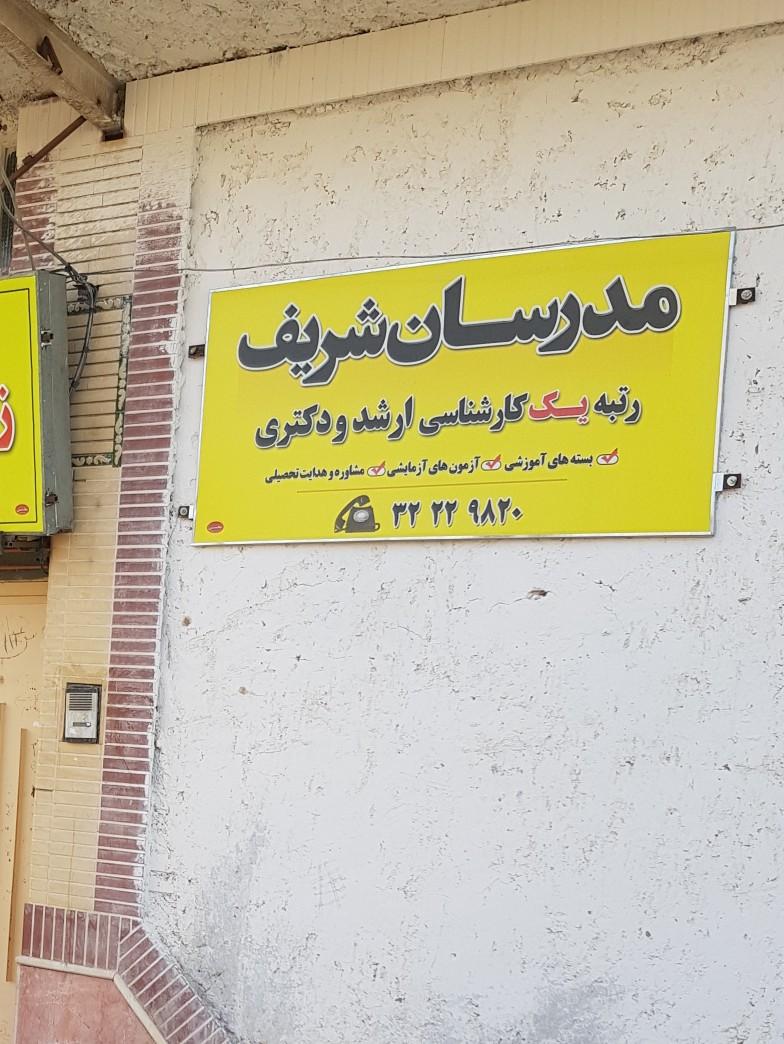 مدرسان شریف
رتبه یک کارشناسی ارشد و دکتری
بسته های آموزشی آزمون های آزمایشی مشاوره و هدایت تحصیلی
۳۲ ۲۲ ۹۸۲۰